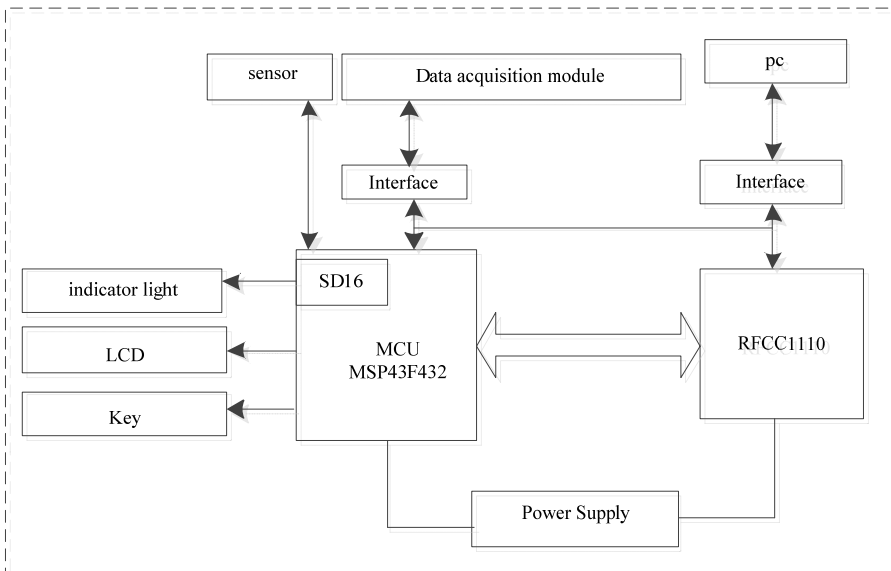 sensor
Data acquisition module
pc
Interface
Interface
SD16
indicator light
MCU
MSP43F432
RFCC1110
LCD
Key
Power Supply